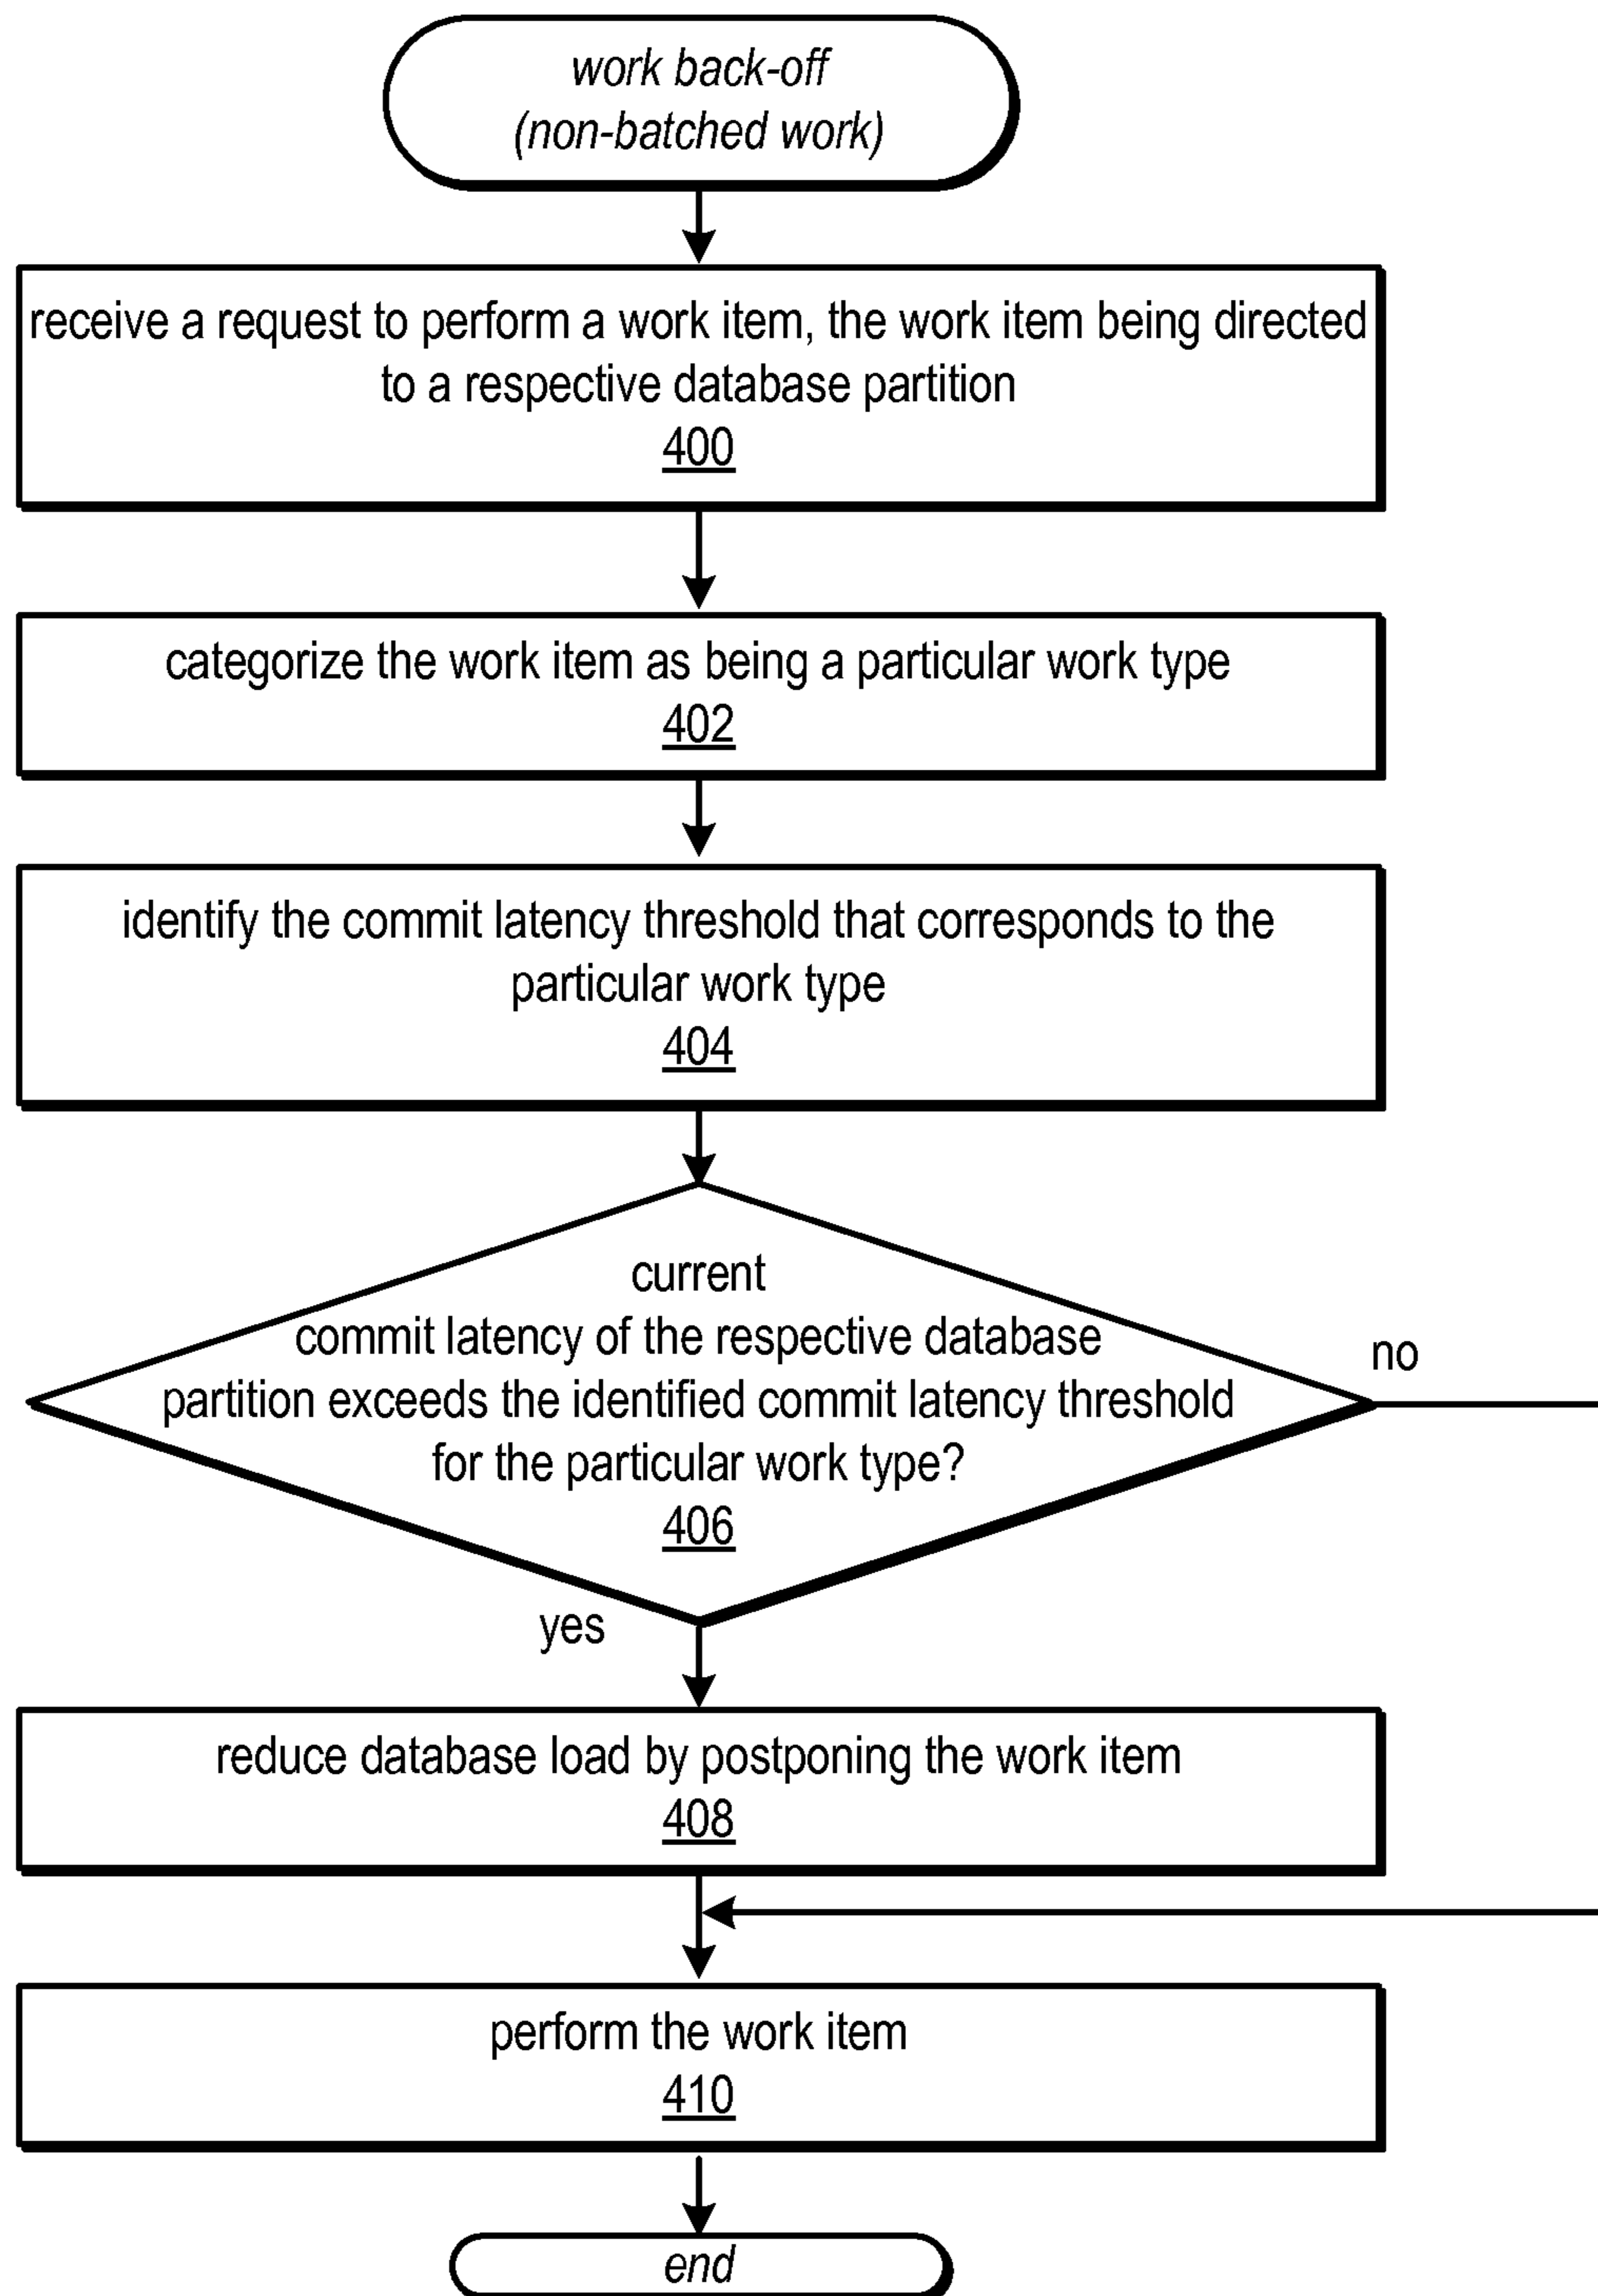 work back-off
(non-batched work)
receive a request to perform a work item, the work item being directed
to a respective database partition
400
categorize the work item as being a particular work type
402
identify the commit latency threshold that corresponds to the
particular work type
404
current
commit latency of the respective database
partition exceeds the identified commit latency threshold
for the particular work type?
406
no
yes
reduce database load by postponing the work item
408
perform the work item
410
end